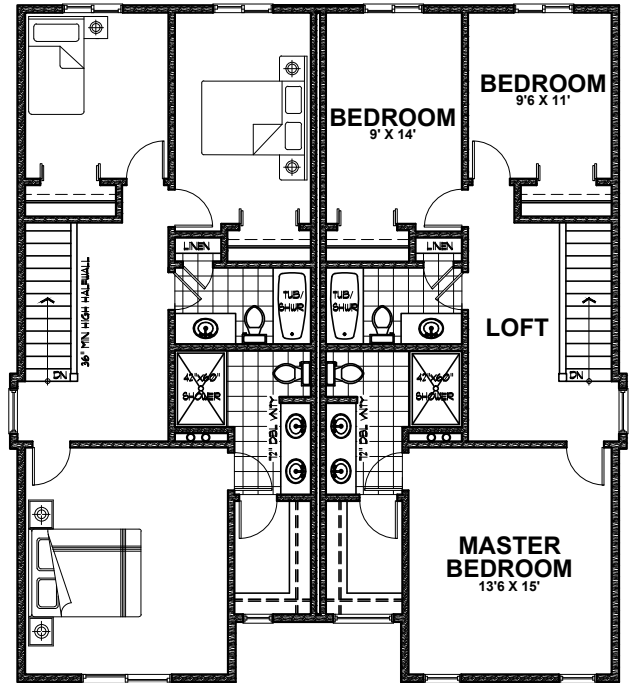 BEDROOM
9'6 X 11'
BEDROOM
9' X 14'
LINEN
LINEN
36" MIN HIGH HALFWALL
TUB/
SHWR
TUB/
SHWR
LOFT
DN
DN
42"X60"
SHOWER
42"X60"
SHOWER
72" DBL VNTY
72" DBL VNTY
MASTER
BEDROOM
13'6 X 15'